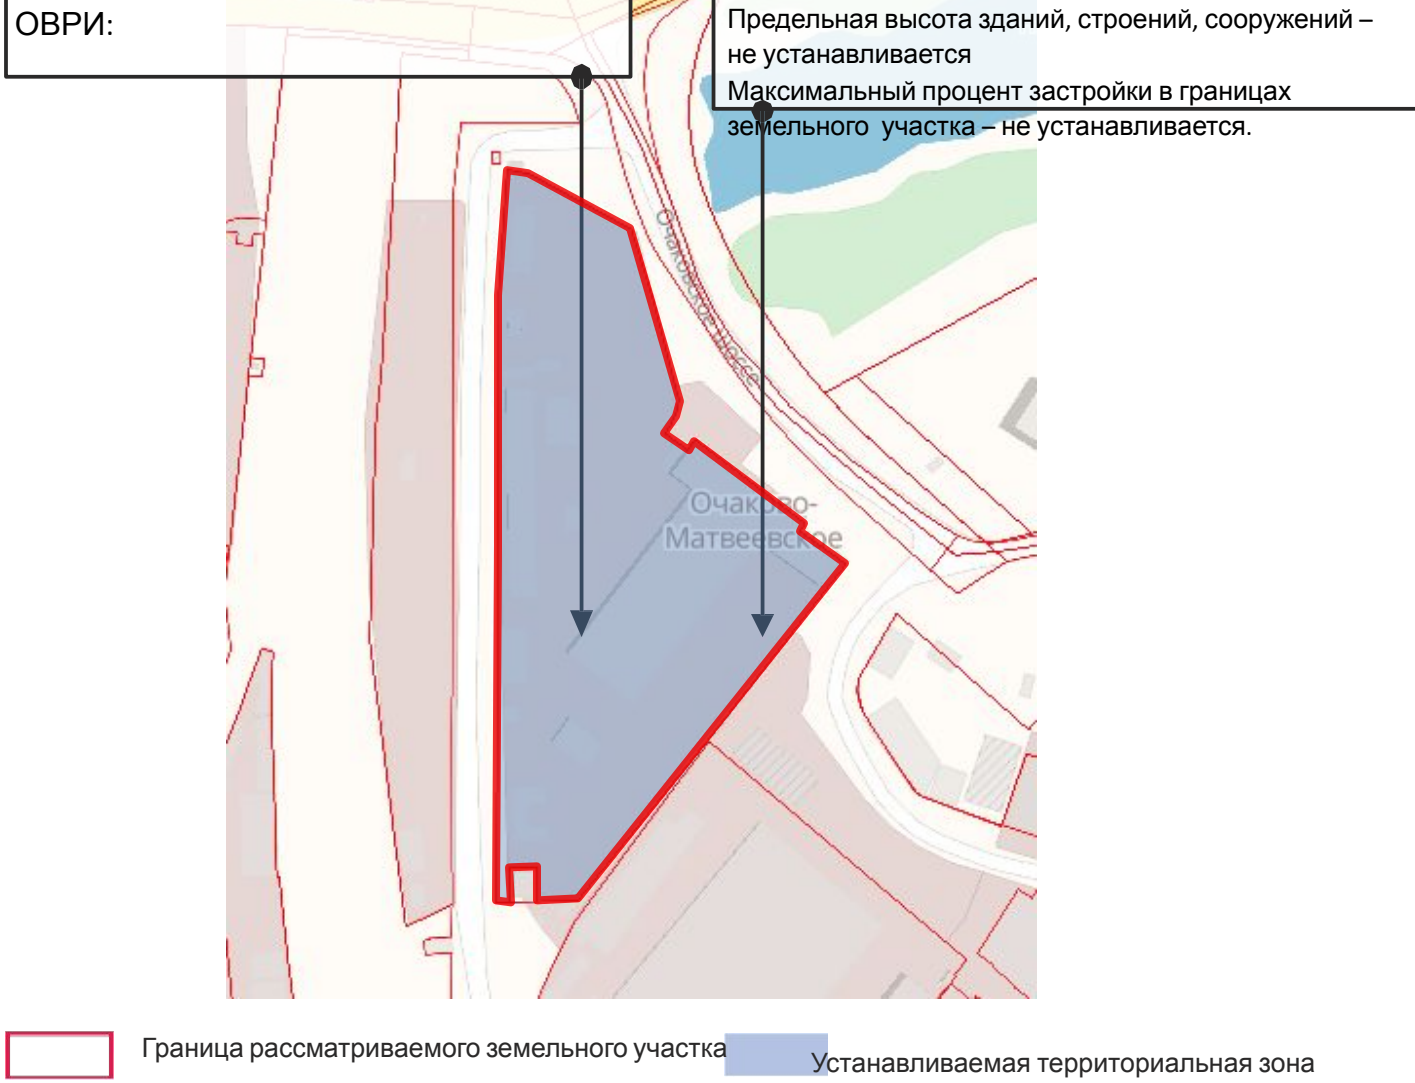 ОВРИ:
Предельная высота зданий, строений, сооружений –
не устанавливается
Максимальный процент застройки в границах
земельного участка – не устанавливается.
Очаковское шоссе
Очаково-
Матвеевское
Граница рассматриваемого земельного участка
Устанавливаемая территориальная зона